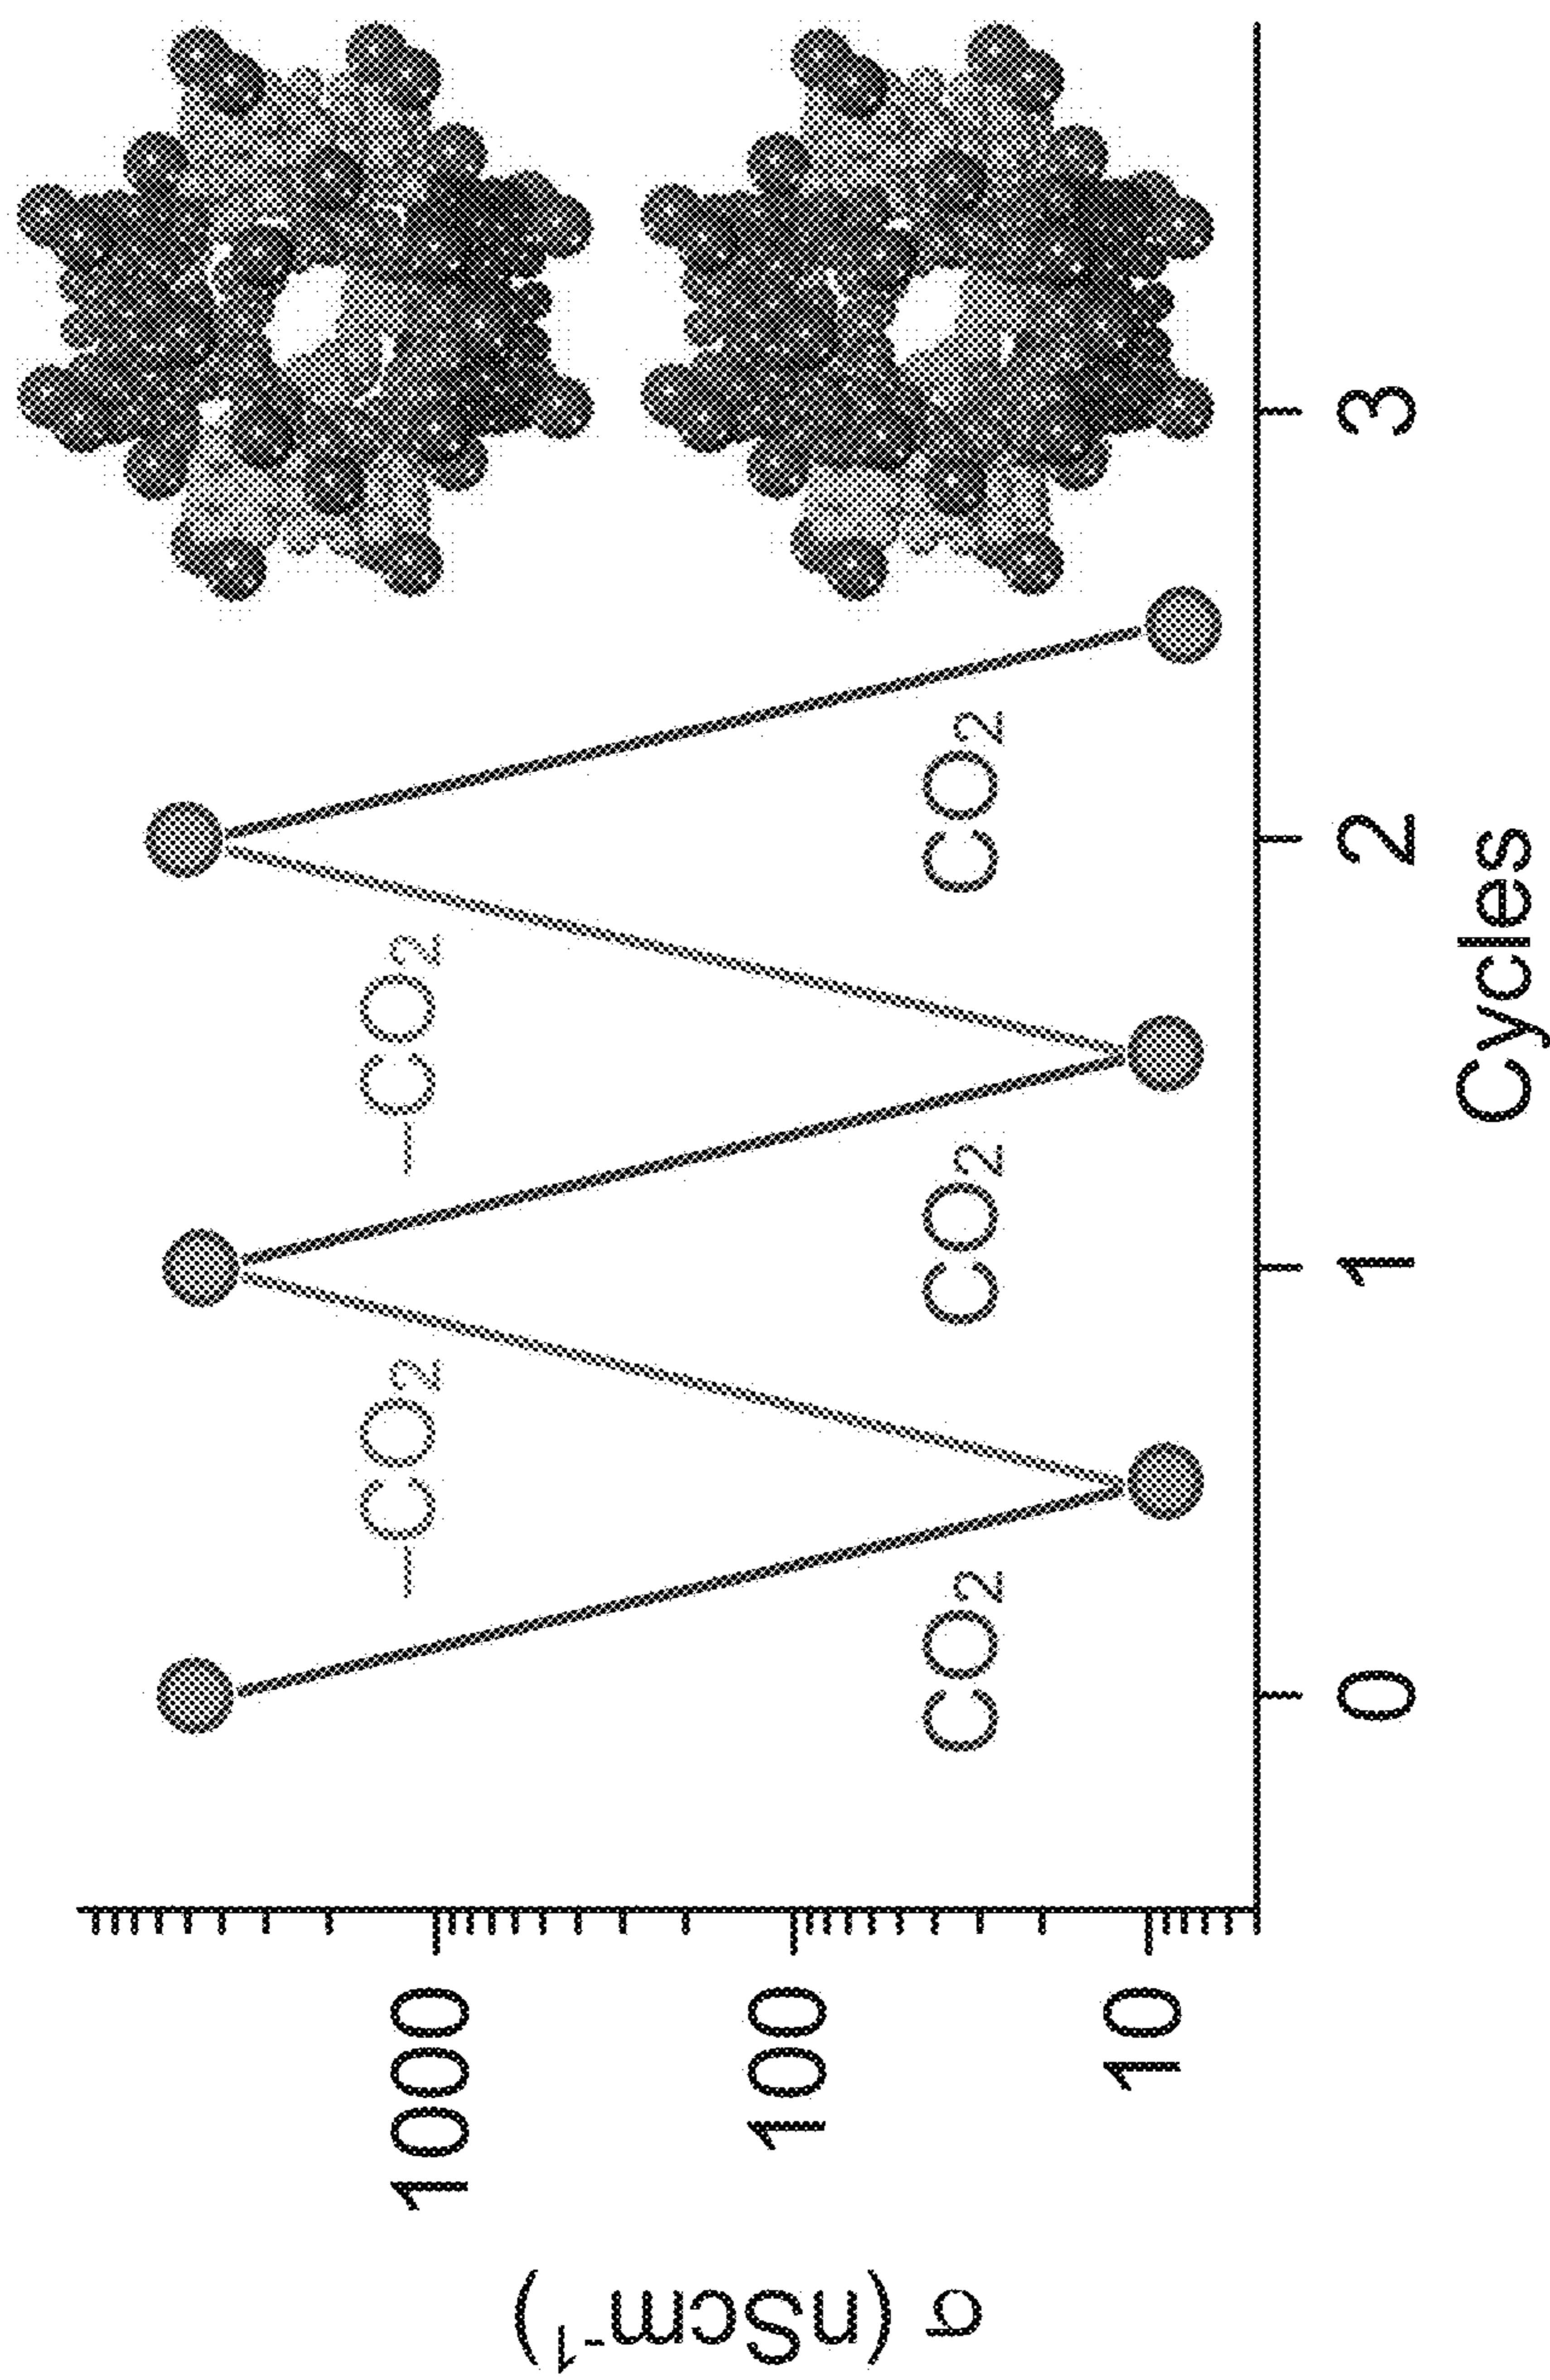 σ (nScm⁻¹)
1000
100
10
–CO₂
–CO₂
CO₂
CO₂
CO₂
0
1
2
3
Cycles